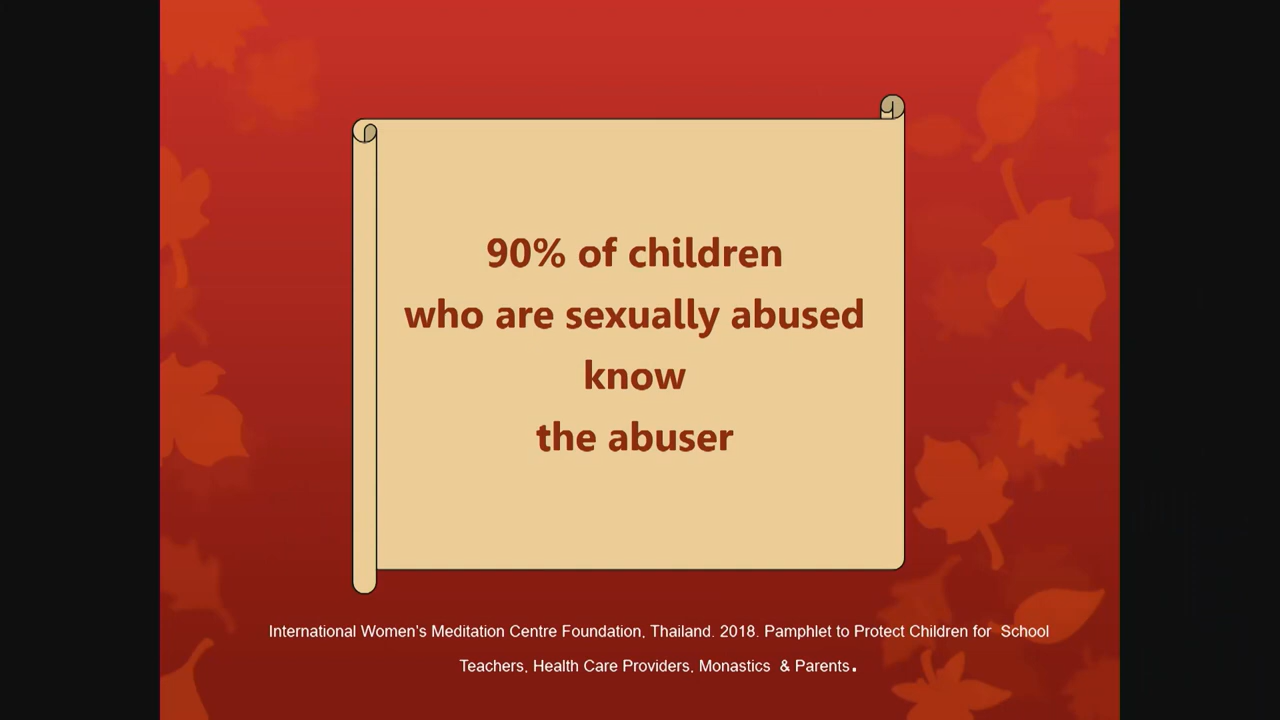 90% of children
who are sexually abused
know
the abuser
International Women's Meditation Centre Foundation, Thailand. 2018. Pamphlet to Protect Children for  School
Teachers, Health Care Providers, Monastics  & Parents.